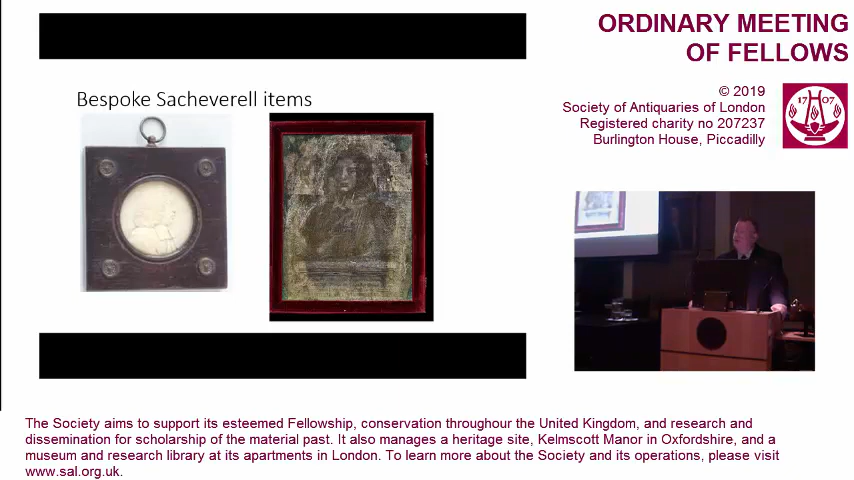 ORDINARY MEETING
OF FELLOWS
© 2019
Society of Antiquaries of London
Registered charity no 207237
Burlington House, Piccadilly
17 07
Bespoke Sacheverell items
The Society aims to support its esteemed Fellowship, conservation throughour the United Kingdom, and research and
dissemination for scholarship of the material past. It also manages a heritage site, Kelmscott Manor in Oxfordshire, and a
museum and research library at its apartments in London. To learn more about the Society and its operations, please visit
www.sal.org.uk.